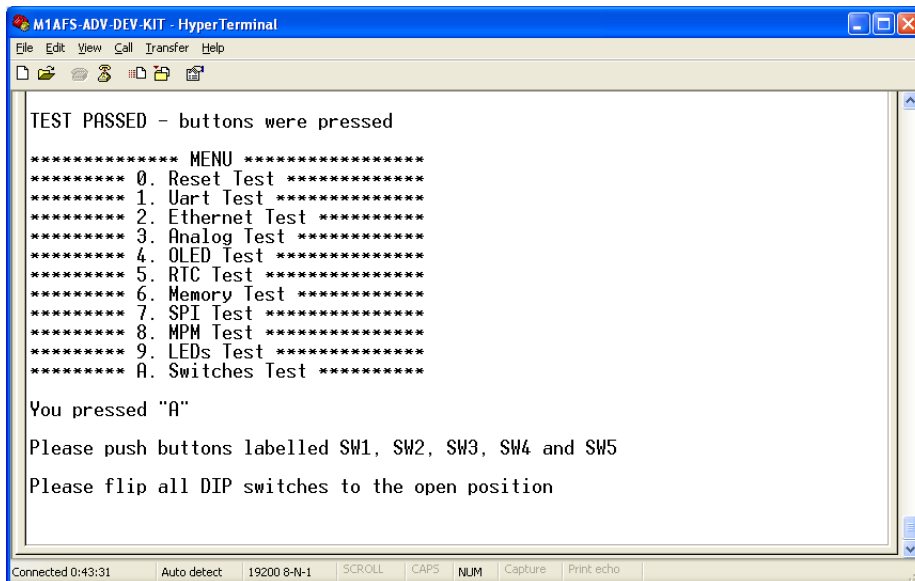 M1AFS-ADV-DEV-KIT - HyperTerminal
File Edit View Call Transfer Help
TEST PASSED - buttons were pressed
************** MENU *****************
********* 0. Reset Test *************
********* 1. Uart Test **************
********* 2. Ethernet Test **********
********* 3. Analog Test ************
********* 4. OLED Test **************
********* 5. RTC Test ***************
********* 6. Memory Test ************
********* 7. SPI Test ***************
********* 8. MPM Test ***************
********* 9. LEDs Test **************
********* A. Switches Test **********
You pressed "A"
Please push buttons labelled SW1, SW2, SW3, SW4 and SW5
Please flip all DIP switches to the open position
Connected 0:43:31 Auto detect 19200 8-N-1 SCROLL CAPS NUM Capture Print echo